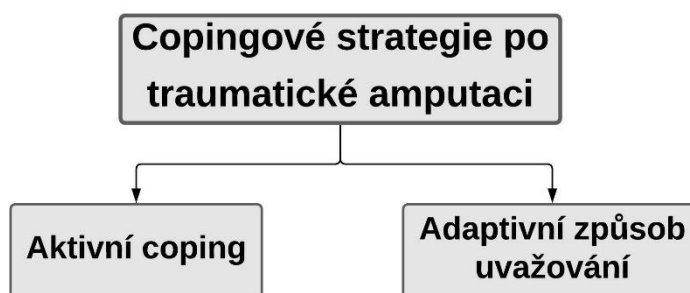 Copingové strategie po
traumatické amputaci
Aktivní coping
Adaptivní způsob
uvažování